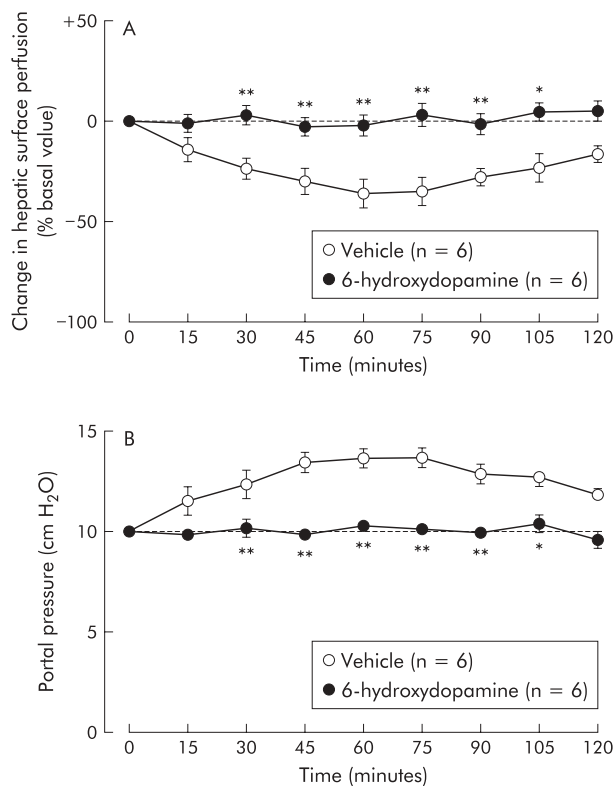 A
+50
0
−50
−100
Change in hepatic surface perfusion
(% basal value)
** ** ** ** ** *
Vehicle (n = 6)
6-hydroxydopamine (n = 6)
0 15 30 45 60 75 90 105 120
Time (minutes)
B
15
10
5
0
Portal pressure (cm H₂O)
** ** ** ** ** *
Vehicle (n = 6)
6-hydroxydopamine (n = 6)
0 15 30 45 60 75 90 105 120
Time (minutes)